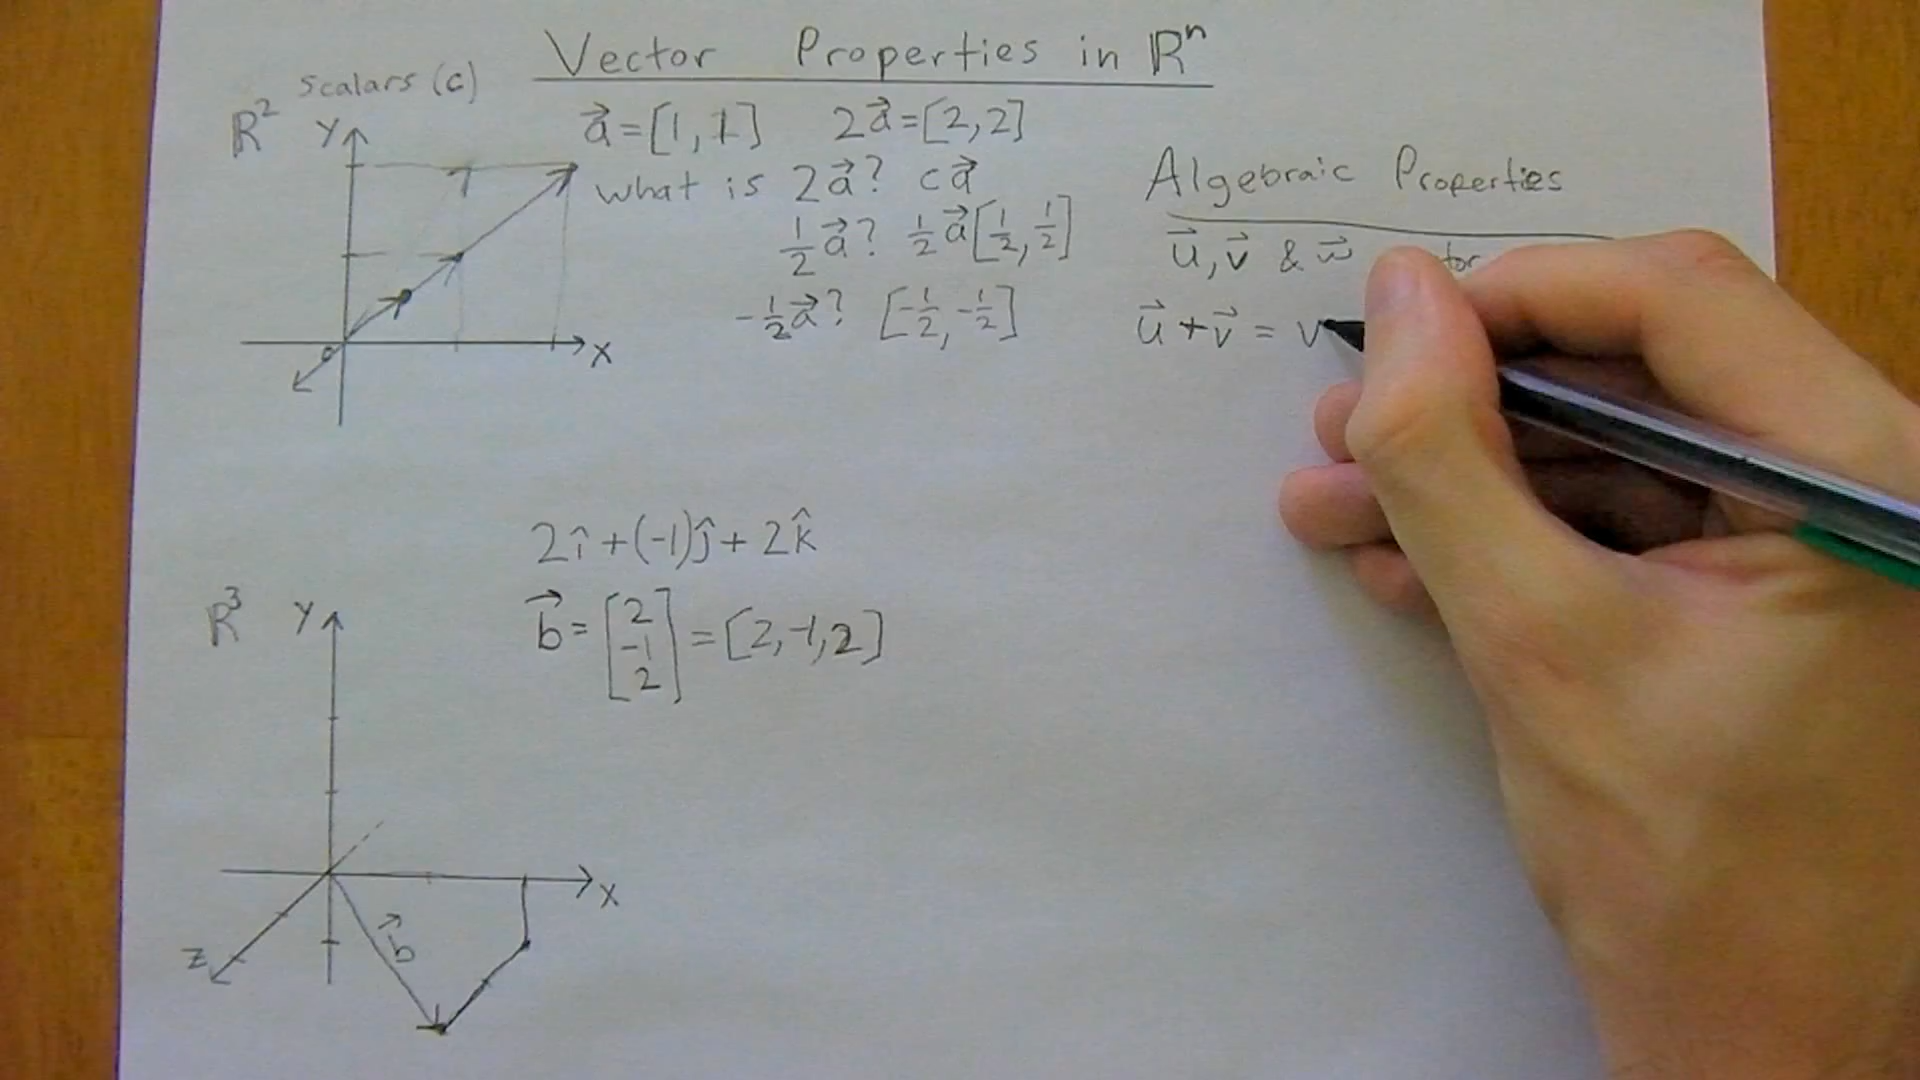 Vector Properties in ℝⁿ
Scalars (c)
ℝ²
Y
X
a⃗ = [1, 1] 2a⃗ = [2,2]
what is 2a⃗? ca⃗
½a⃗? ½a⃗[½, ½]
-½a⃗? [-½, -½]
Algebraic Properties
u⃗, v⃗ & w⃗
u⃗ + v⃗ = v
2î + (-1)ĵ + 2k̂
ℝ³
Y
b⃗ = [2 -1 2] = [2, -1, 2]
X
Z
b⃗